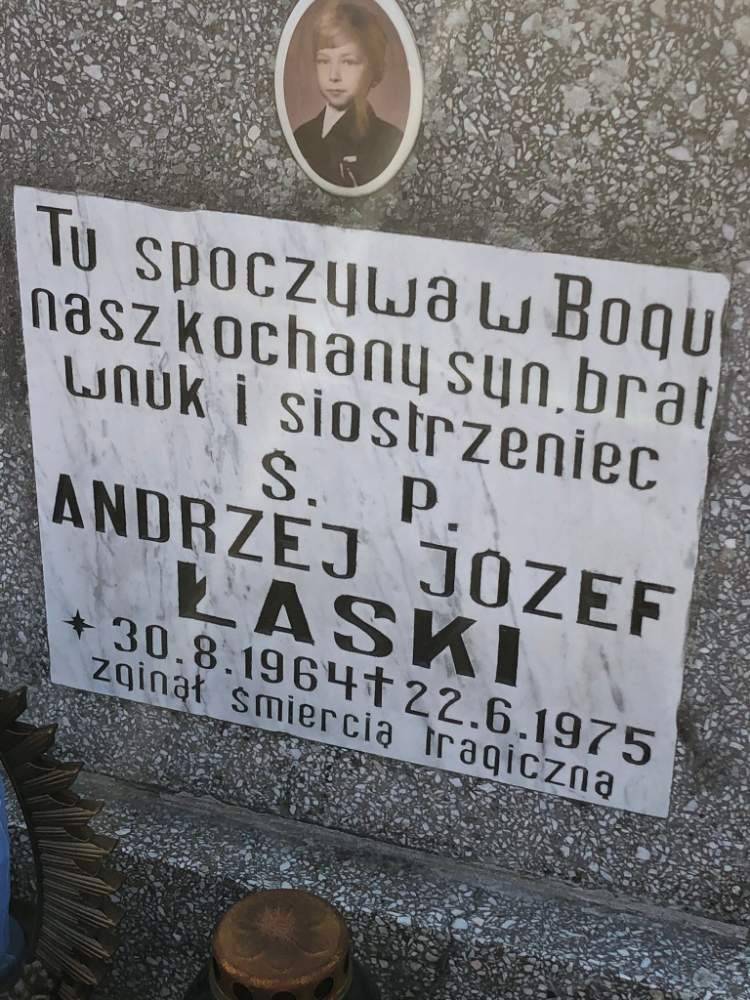 Tu spoczywa w Bogu
nasz kochany syn, brat
wnuk i siostrzeniec
Ś. P.
ANDRZEJ JÓZEF
ŁASKI
30.8.1964 † 22.6.1975
zginął śmiercią tragiczną